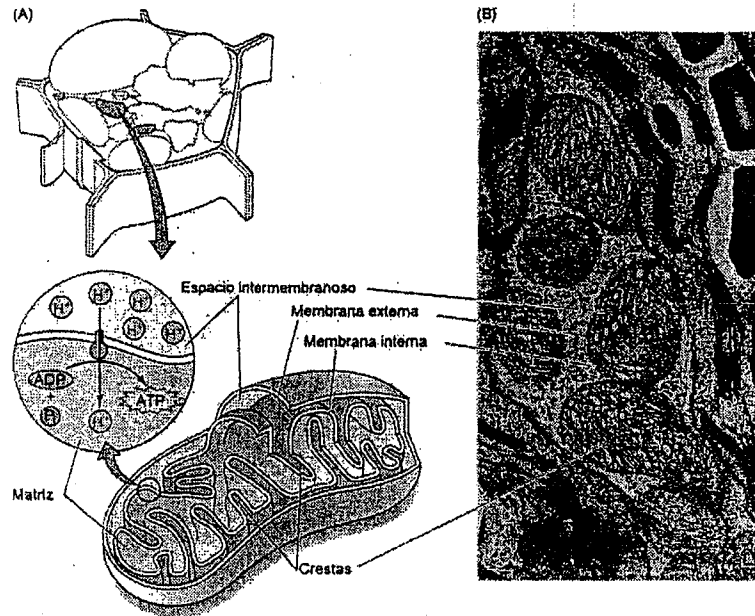 (A)
(B)
Espacio intermembranoso
Membrana externa
Membrana interna
H⁺
H⁺
H⁺
H⁺
H⁺
H⁺
ADP
+
Pi
ATP
H⁺
Matriz
Crestas